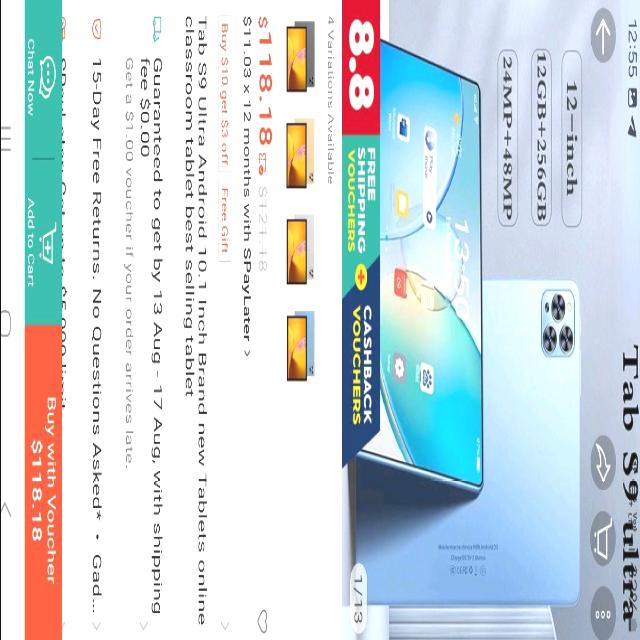 12:55
Tab S9 ultra
12-inch
12GB+256GB
24MP+48MP
1/13
8.8
FREE
SHIPPING
VOUCHERS
+
CASHBACK
VOUCHERS
4 Variations Available
$118.18 $121.18
$11.03 x 12 months with SPayLater >
Buy $10 get $3 off
Free Gift
Tab S9 Ultra Android 10.1 Inch Brand new Tablets online
classroom tablet best selling tablet
Guaranteed to get by 13 Aug - 17 Aug, with shipping
fee $0.00
Get a $1.00 voucher if your order arrives late.
15-Day Free Returns. No Questions Asked* • Gad...
Chat Now
Add to Cart
Buy with Voucher
$118.18